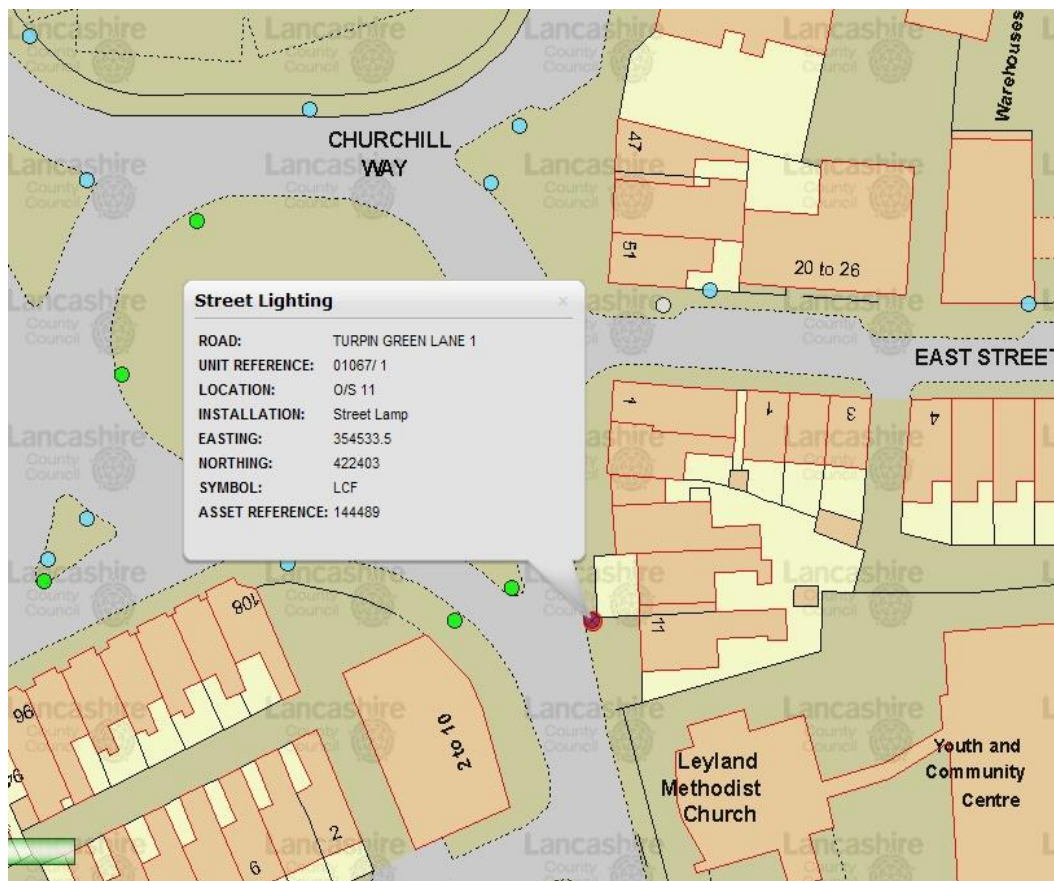 Lancashire
County
Council
CHURCHILL
WAY
Warehouses
47
51
20 to 26
EAST STREET
Street Lighting
ROAD: TURPIN GREEN LANE 1
UNIT REFERENCE: 01067/ 1
LOCATION: O/S 11
INSTALLATION: Street Lamp
EASTING: 354533.5
NORTHING: 422403
SYMBOL: LCF
ASSET REFERENCE: 144489
1
1
3
4
11
108
96
2 to 10
2
6
Leyland
Methodist
Church
Youth and
Community
Centre